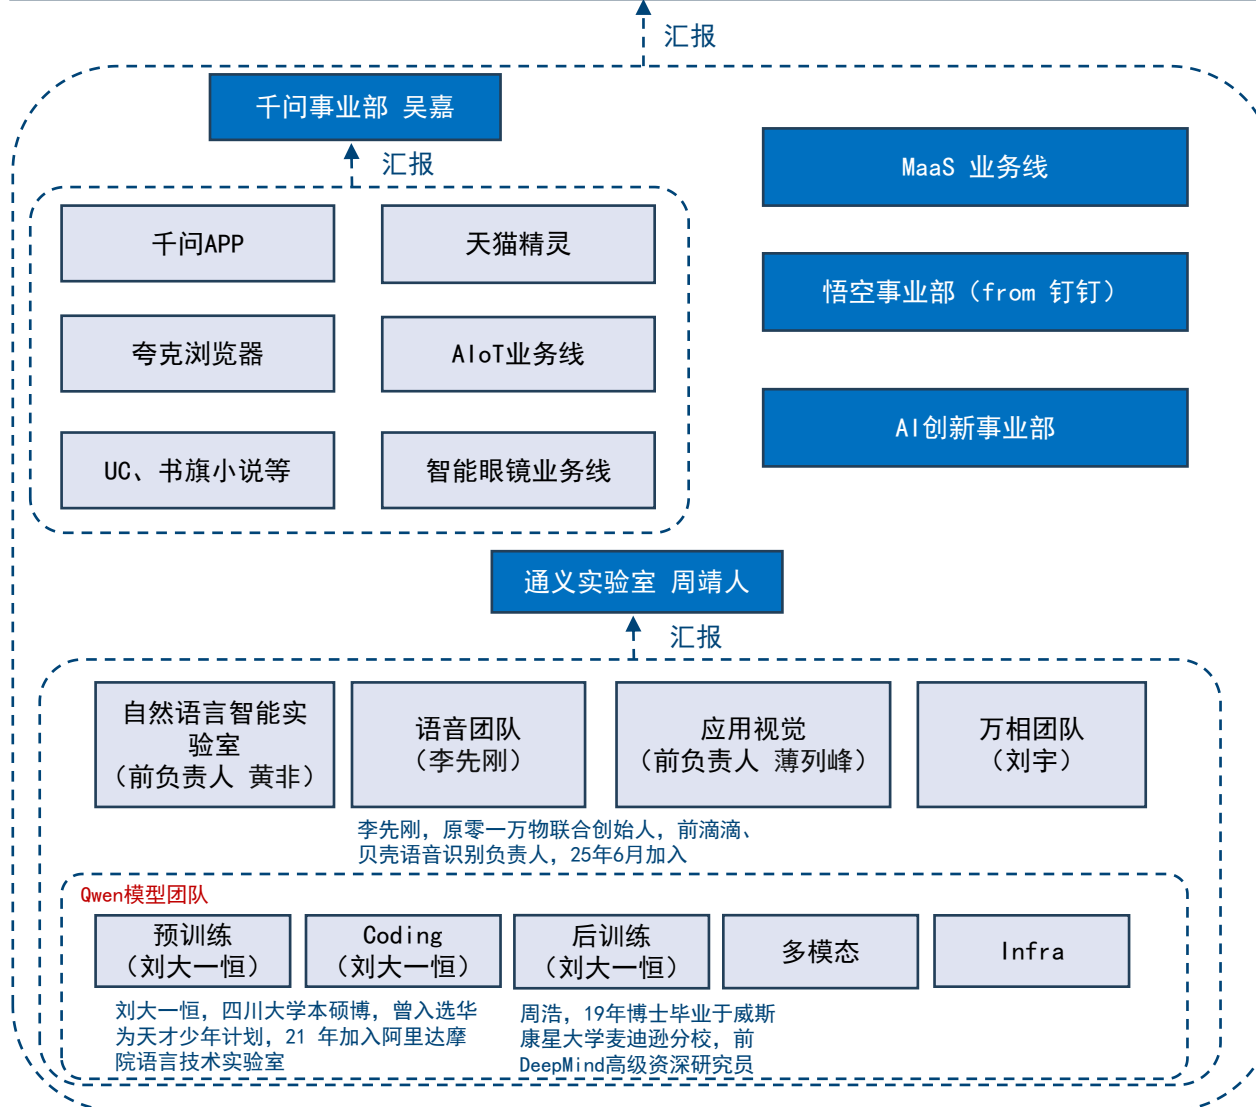 汇报
千问事业部 吴嘉
汇报
千问APP
天猫精灵
夸克浏览器
AIoT业务线
UC、书旗小说等
智能眼镜业务线
MaaS 业务线
悟空事业部（from 钉钉）
AI创新事业部
通义实验室 周靖人
汇报
自然语言智能实
验室
（前负责人 黄非）
语音团队
（李先刚）
应用视觉
（前负责人 薄列峰）
万相团队
（刘宇）
李先刚，原零一万物联合创始人，前滴滴、
贝壳语音识别负责人，25年6月加入
Qwen模型团队
预训练
（刘大一恒）
Coding
（刘大一恒）
后训练
（刘大一恒）
多模态
Infra
刘大一恒，四川大学本硕博，曾入选华
为天才少年计划，21 年加入阿里达摩
院语言技术实验室
周浩，19年博士毕业于威斯
康星大学麦迪逊分校，前
DeepMind高级资深研究员